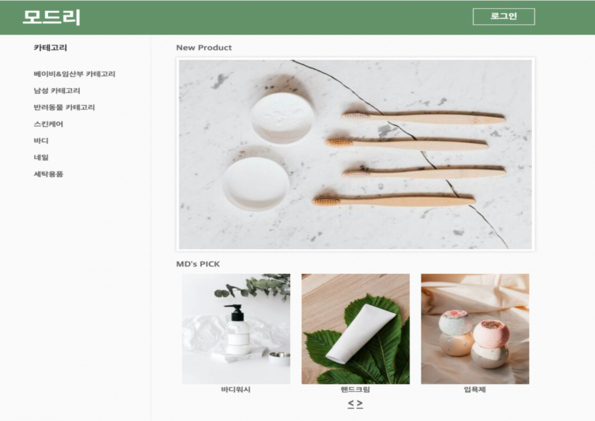 모드리
로그인
카테고리
베이비&임산부 카테고리
남성 카테고리
반려동물 카테고리
스킨케어
바디
네일
세탁용품
New Product
MD's PICK
바디워시
핸드크림
입욕제
< >